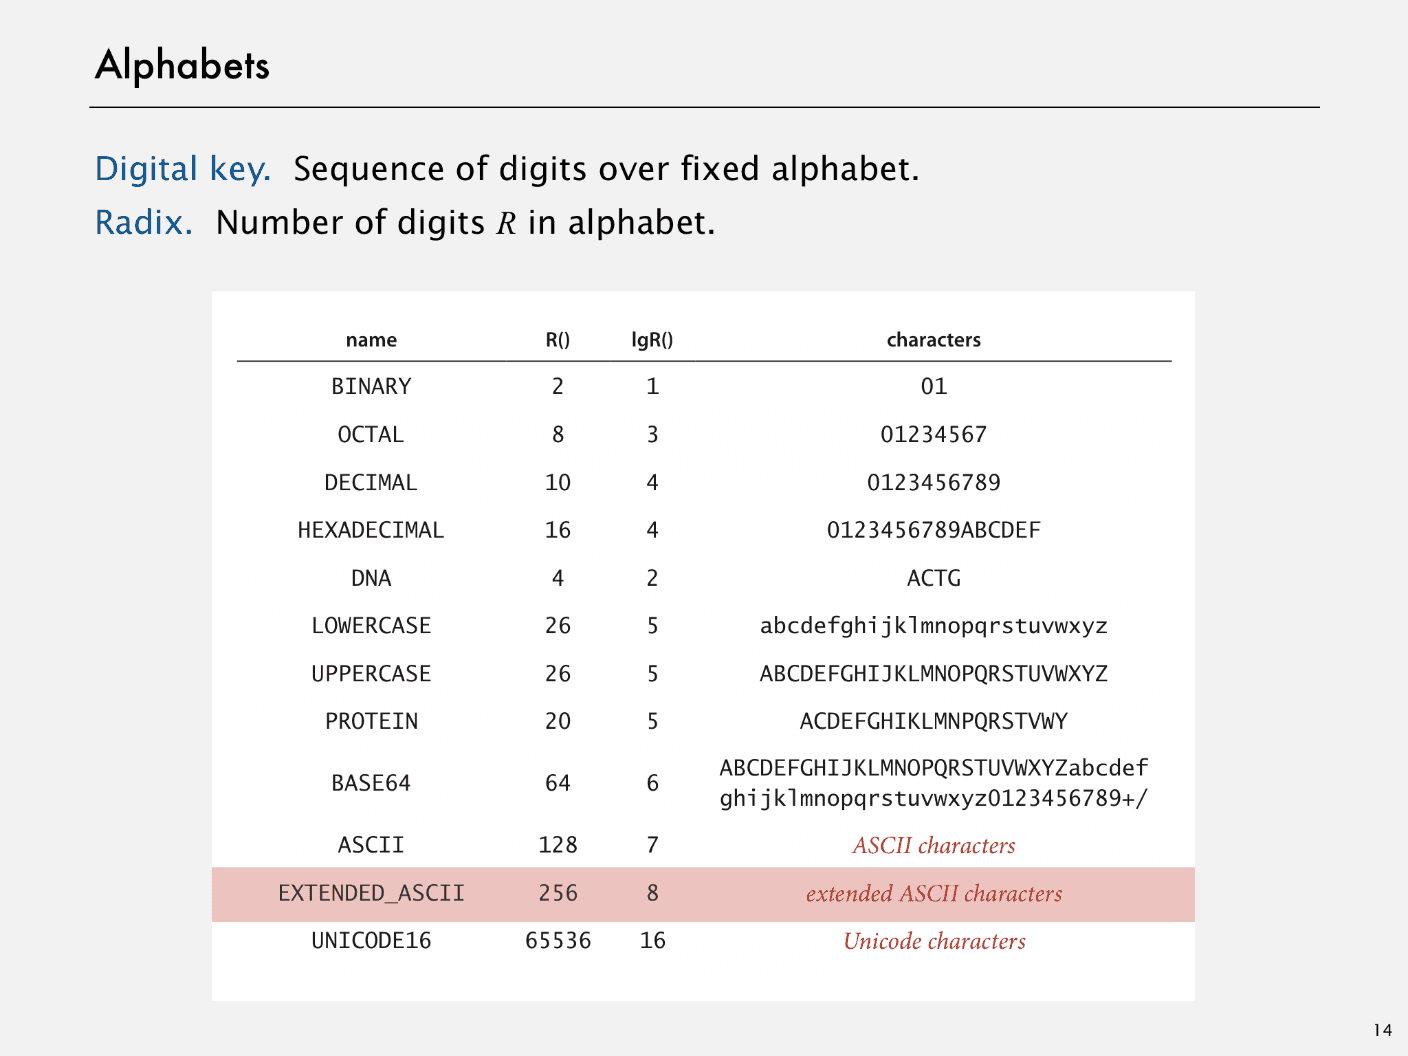 Alphabets
Digital key. Sequence of digits over fixed alphabet.
Radix. Number of digits R in alphabet.
name R() lgR() characters
BINARY 2 1 01
OCTAL 8 3 01234567
DECIMAL 10 4 0123456789
HEXADECIMAL 16 4 0123456789ABCDEF
DNA 4 2 ACTG
LOWERCASE 26 5 abcdefghijklmnopqrstuvwxyz
UPPERCASE 26 5 ABCDEFGHIJKLMNOPQRSTUVWXYZ
PROTEIN 20 5 ACDEFGHIKLMNPQRSTVWY
BASE64 64 6 ABCDEFGHIJKLMNOPQRSTUVWXYZabcdef
ghijklmnopqrstuvwxyz0123456789+/
ASCII 128 7 ASCII characters
EXTENDED_ASCII 256 8 extended ASCII characters
UNICODE16 65536 16 Unicode characters
14